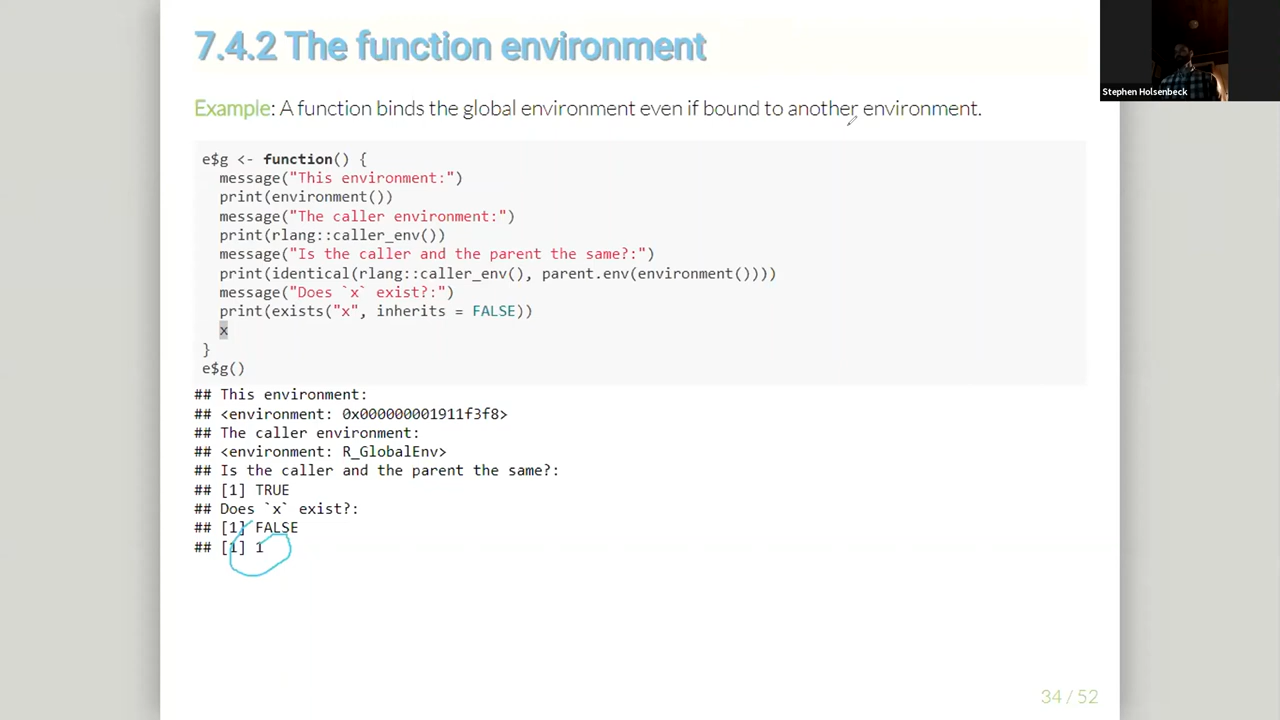 7.4.2 The function environment
Stephen Holsenbeck
Example: A function binds the global environment even if bound to another environment.
e$g <- function() {
message("This environment:")
print(environment())
message("The caller environment:")
print(rlang::caller_env())
message("Is the caller and the parent the same?:")
print(identical(rlang::caller_env(), parent.env(environment())))
message("Does `x` exist?:")
print(exists("x", inherits = FALSE))
x
}
e$g()
## This environment:
## <environment: 0x000000001911f3f8>
## The caller environment:
## <environment: R_GlobalEnv>
## Is the caller and the parent the same?:
## [1] TRUE
## Does `x` exist?:
## [1] FALSE
## [1] 1
34 / 52